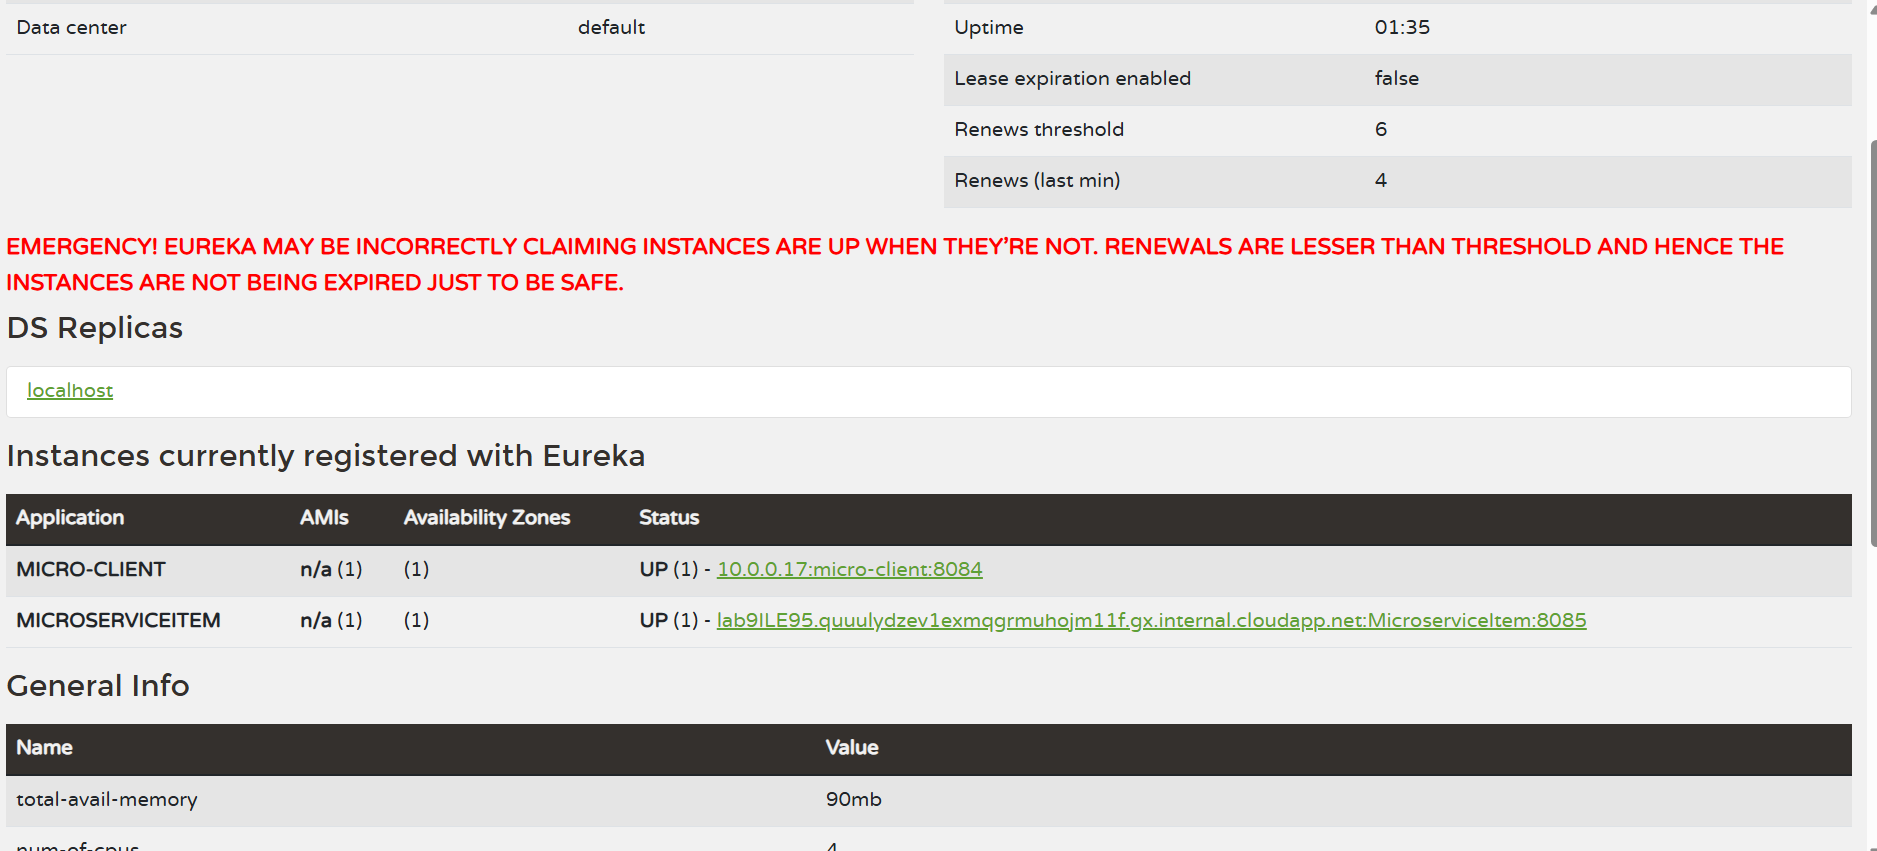 Data center default
Uptime 01:35
Lease expiration enabled false
Renews threshold 6
Renews (last min) 4
EMERGENCY! EUREKA MAY BE INCORRECTLY CLAIMING INSTANCES ARE UP WHEN THEY'RE NOT. RENEWALS ARE LESSER THAN THRESHOLD AND HENCE THE
INSTANCES ARE NOT BEING EXPIRED JUST TO BE SAFE.
DS Replicas
localhost
Instances currently registered with Eureka
Application AMIs Availability Zones Status
MICRO-CLIENT n/a (1) (1) UP (1) - 10.0.0.17:micro-client:8084
MICROSERVICEITEM n/a (1) (1) UP (1) - lab9ILE95.quuulydzev1exmqgrmuhojm11f.gx.internal.cloudapp.net:MicroserviceItem:8085
General Info
Name Value
total-avail-memory 90mb
num-of-cpus 4